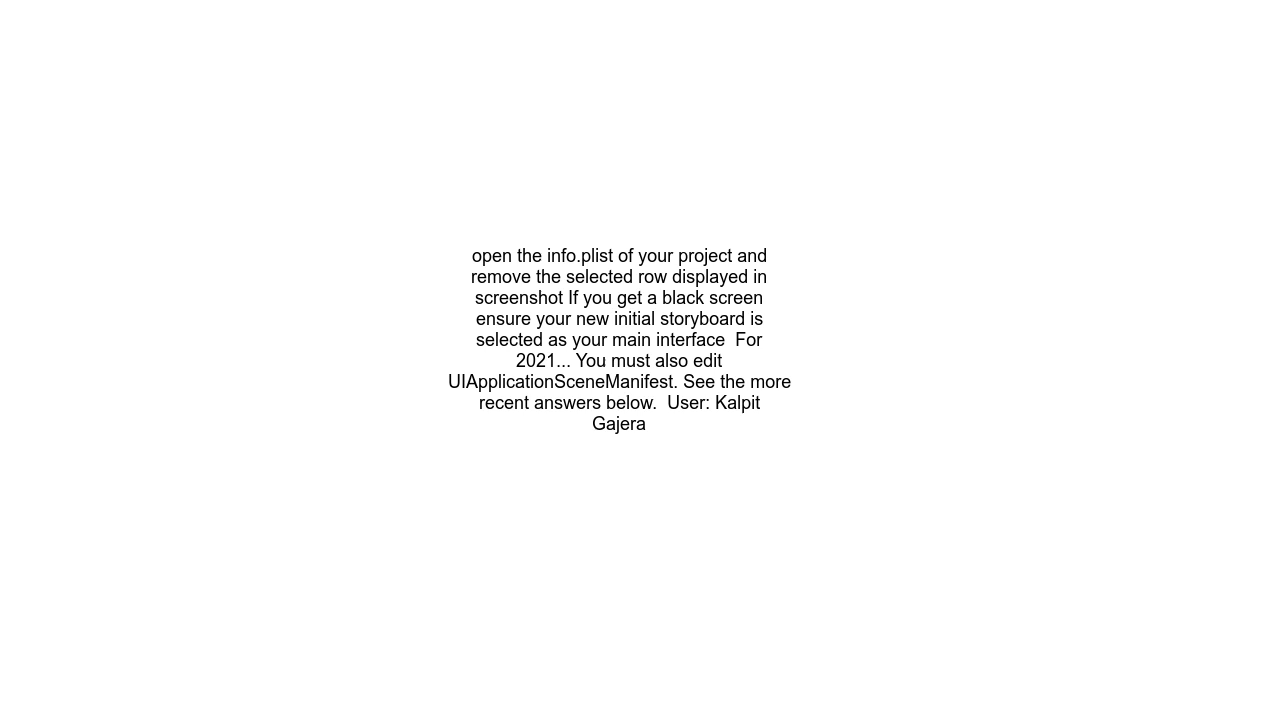 open the info.plist of your project and
remove the selected row displayed in
screenshot If you get a black screen
ensure your new initial storyboard is
selected as your main interface  For
2021... You must also edit
UIApplicationSceneManifest. See the more
recent answers below.  User: Kalpit
Gajera